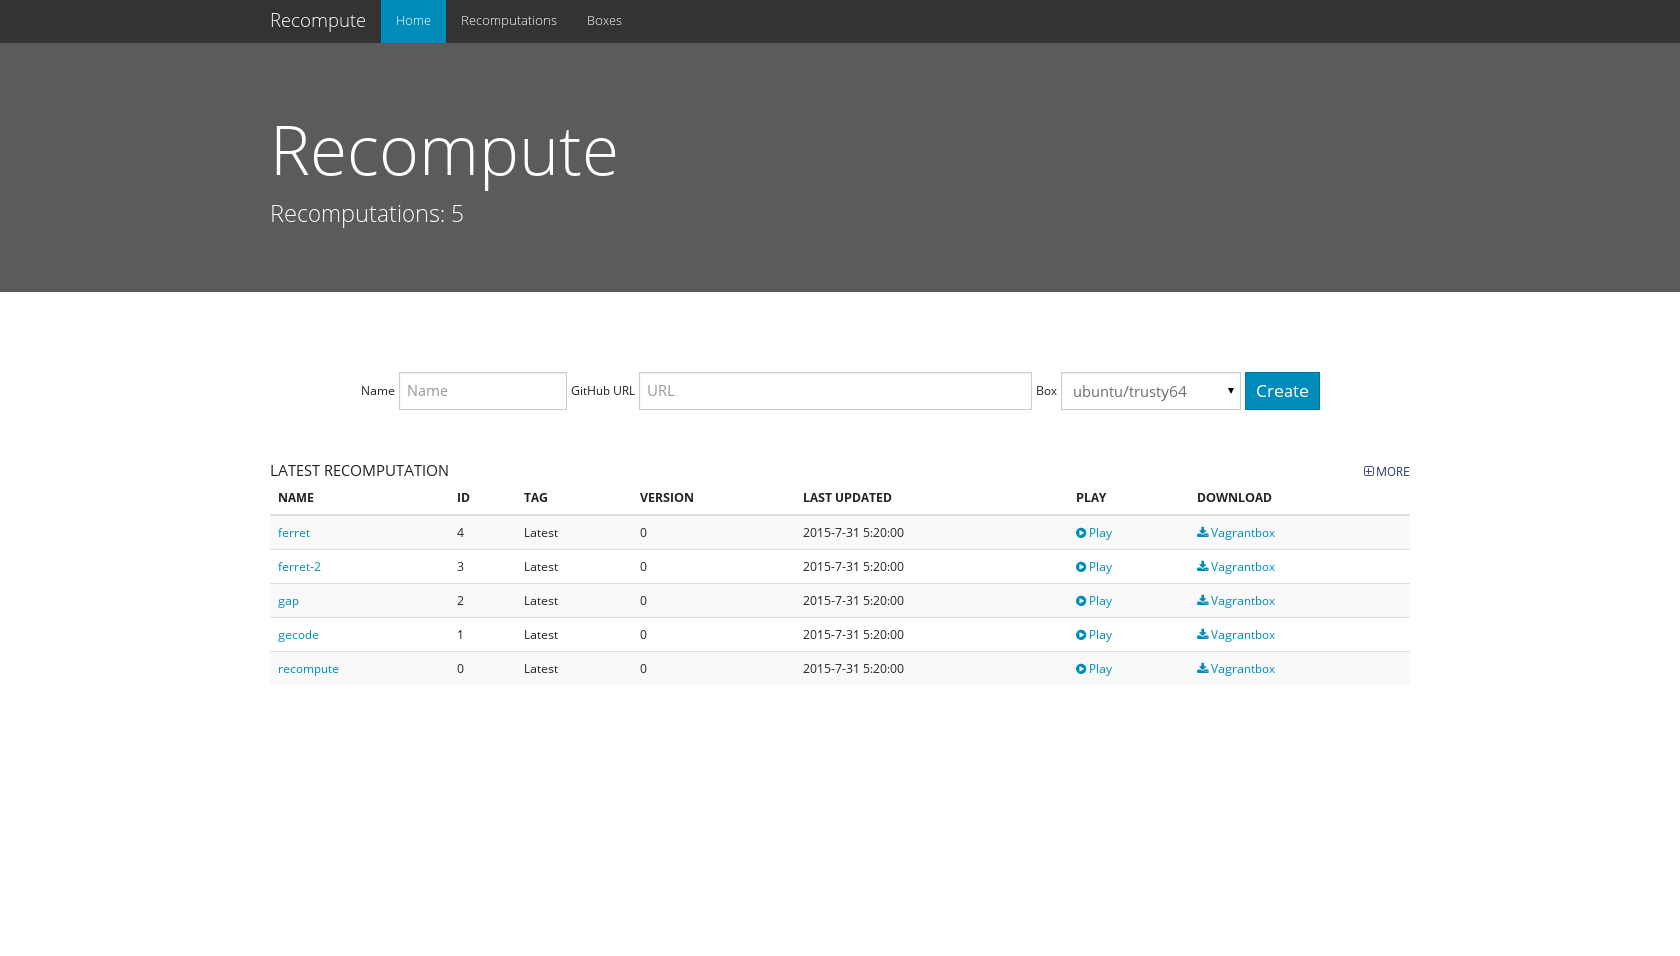 Recompute Home Recomputations Boxes
Recompute
Recomputations: 5
Name Name GitHub URL URL Box ubuntu/trusty64 Create
LATEST RECOMPUTATION MORE
NAME ID TAG VERSION LAST UPDATED PLAY DOWNLOAD
ferret 4 Latest 0 2015-7-31 5:20:00 Play Vagrantbox
ferret-2 3 Latest 0 2015-7-31 5:20:00 Play Vagrantbox
gap 2 Latest 0 2015-7-31 5:20:00 Play Vagrantbox
gecode 1 Latest 0 2015-7-31 5:20:00 Play Vagrantbox
recompute 0 Latest 0 2015-7-31 5:20:00 Play Vagrantbox